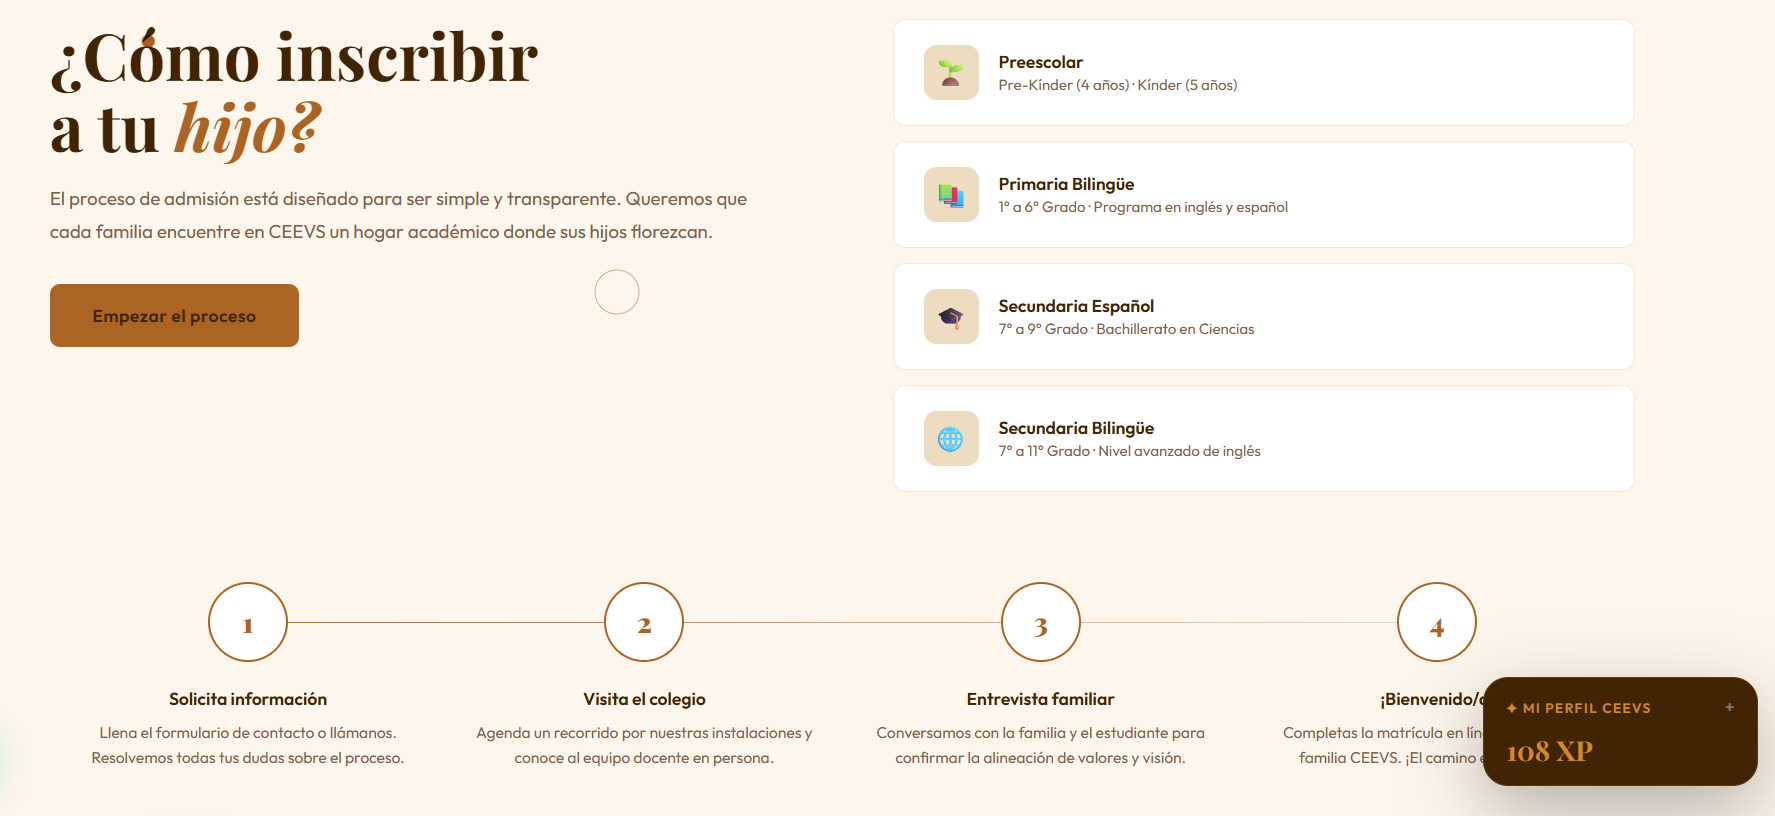 ¿Cómo inscribir
a tu hijo?
El proceso de admisión está diseñado para ser simple y transparente. Queremos que
cada familia encuentre en CEEVS un hogar académico donde sus hijos florezcan.
Empezar el proceso
Preescolar
Pre-Kínder (4 años) · Kínder (5 años)
Primaria Bilingüe
1° a 6° Grado · Programa en inglés y español
Secundaria Español
7° a 9° Grado · Bachillerato en Ciencias
Secundaria Bilingüe
7° a 11° Grado · Nivel avanzado de inglés
1
2
3
4
Solicita información
Llena el formulario de contacto o llámanos.
Resolvemos todas tus dudas sobre el proceso.
Visita el colegio
Agenda un recorrido por nuestras instalaciones y
conoce al equipo docente en persona.
Entrevista familiar
Conversamos con la familia y el estudiante para
confirmar la alineación de valores y visión.
¡Bienvenido/
Completas la matrícula en
familia CEEVS. ¡El camino
✦ MI PERFIL CEEVS +
108 XP